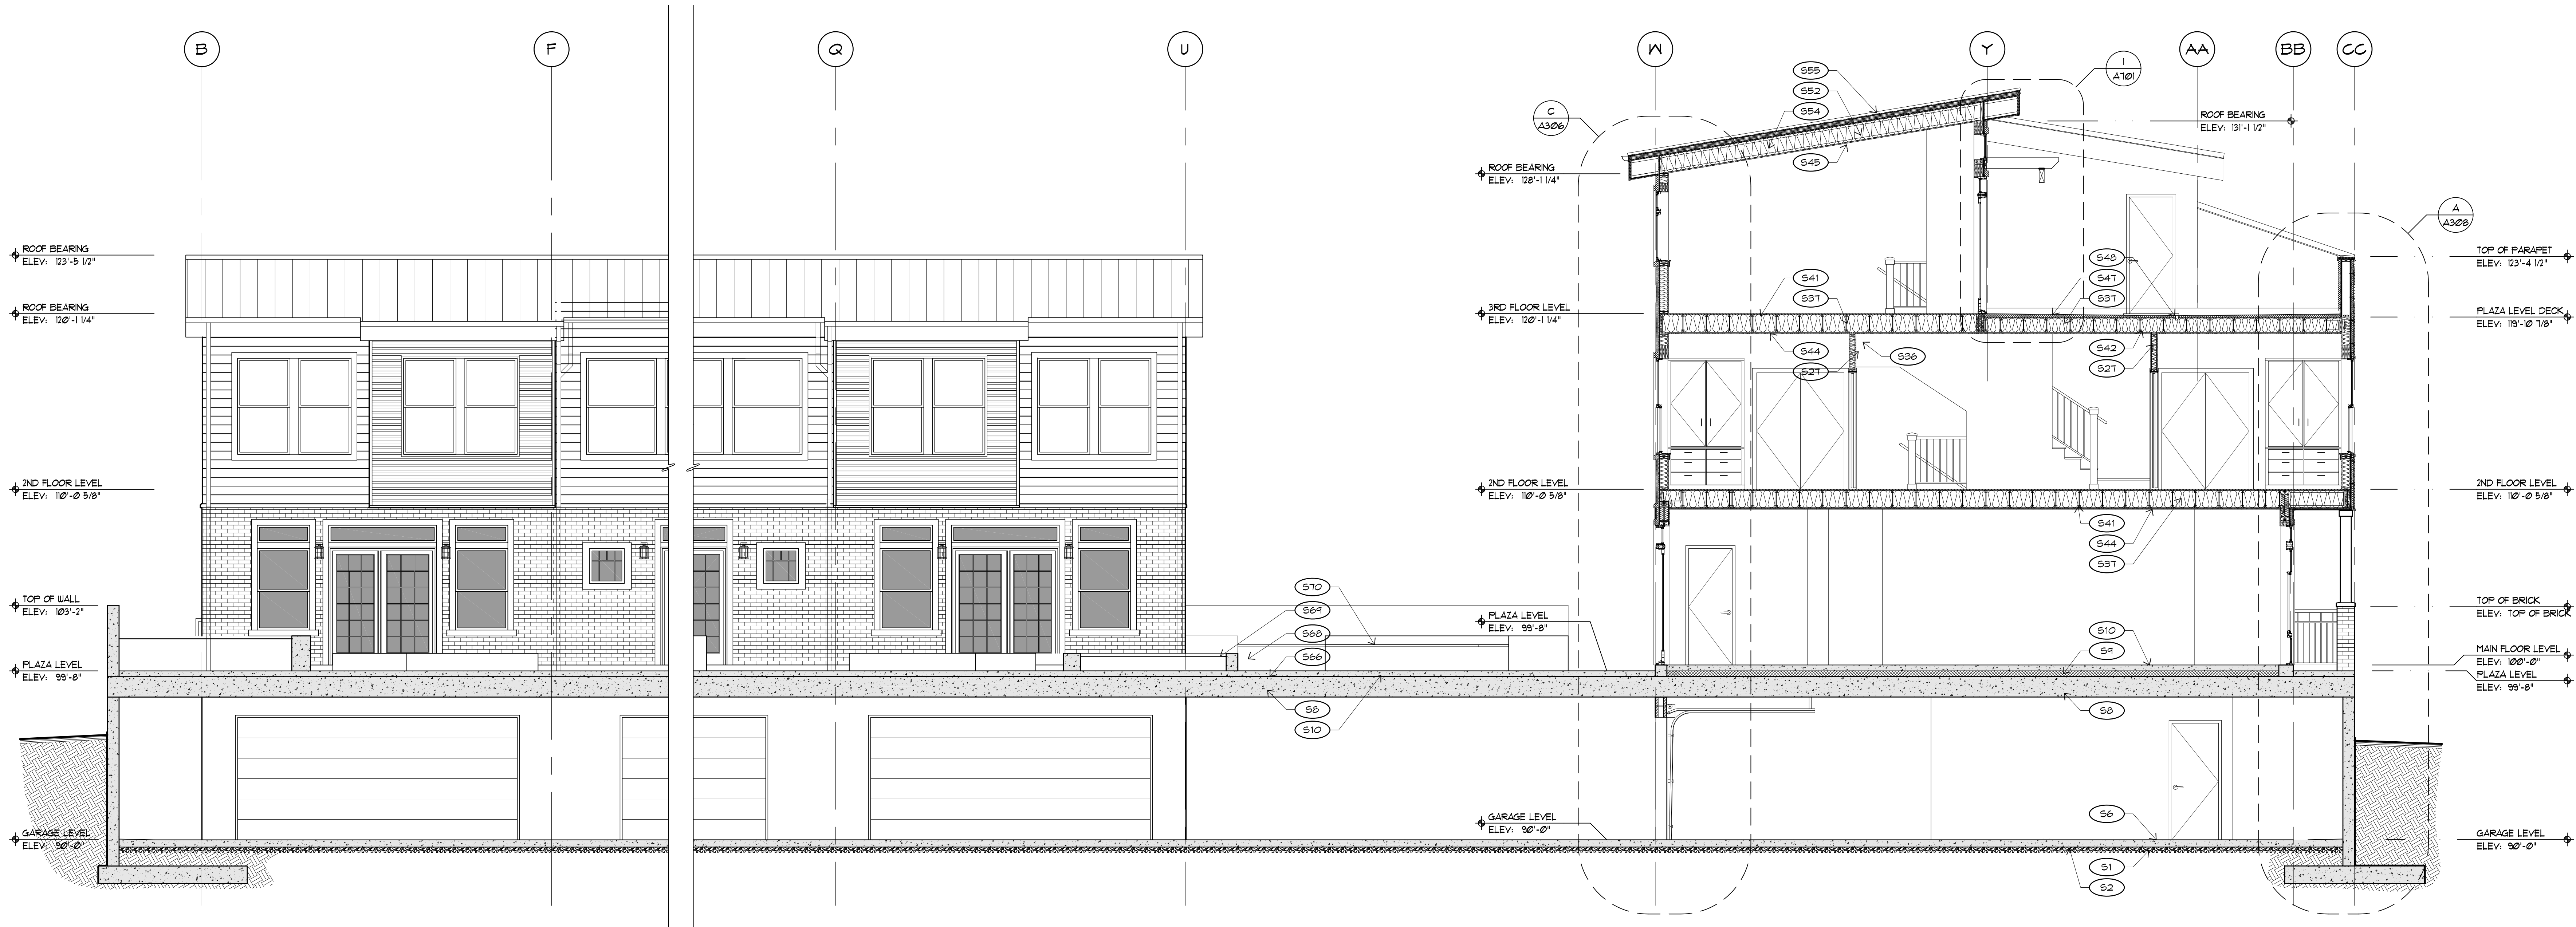 B
F
Q
U
W
Y
AA
BB
CC
ROOF BEARING
ELEV: 123'-5 1/2"
ROOF BEARING
ELEV: 120'-1 1/4"
2ND FLOOR LEVEL
ELEV: 110'-0 5/8"
TOP OF WALL
ELEV: 103'-2"
PLAZA LEVEL
ELEV: 99'-8"
GARAGE LEVEL
ELEV: 90'-0"
S70
S69
S68
S66
S8
S10
ROOF BEARING
ELEV: 128'-1 1/4"
3RD FLOOR LEVEL
ELEV: 120'-1 1/4"
2ND FLOOR LEVEL
ELEV: 110'-0 5/8"
PLAZA LEVEL
ELEV: 99'-8"
GARAGE LEVEL
ELEV: 90'-0"
C
A306
S55
S52
S54
S45
1
A701
ROOF BEARING
ELEV: 131'-1 1/2"
A
A308
S41
S37
S44
S27
S36
S48
S47
S37
S42
S27
S41
S44
S37
S10
S9
S8
S6
S1
S2
TOP OF PARAPET
ELEV: 123'-4 1/2"
PLAZA LEVEL DECK
ELEV: 119'-10 7/8"
2ND FLOOR LEVEL
ELEV: 110'-0 5/8"
TOP OF BRICK
ELEV: TOP OF BRICK
MAIN FLOOR LEVEL
ELEV: 100'-0"
PLAZA LEVEL
ELEV: 99'-8"
GARAGE LEVEL
ELEV: 90'-0"